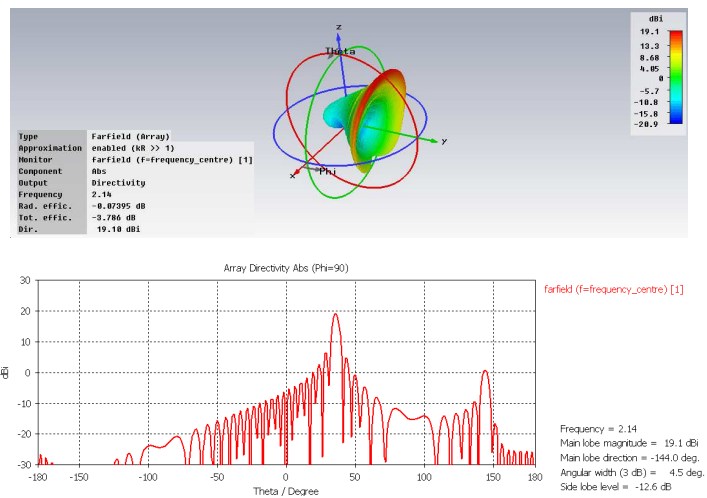 dBi
19.1
13.3
8.68
4.05
0
-5.7
-10.8
-15.8
-20.9
z
Theta
y
x
Phi
Type Farfield (Array)
Approximation enabled (kR >> 1)
Monitor farfield (f=frequency_centre) [1]
Component Abs
Output Directivity
Frequency 2.14
Rad. effic. -0.07395 dB
Tot. effic. -3.786 dB
Dir. 19.10 dBi
Array Directivity Abs (Phi=90)
30
20
10
0
-10
-20
-30
dBi
-180 -150 -100 -50 0 50 100 150 180
Theta / Degree
farfield (f=frequency_centre) [1]
Frequency = 2.14
Main lobe magnitude = 19.1 dBi
Main lobe direction = -144.0 deg.
Angular width (3 dB) = 4.5 deg.
Side lobe level = -12.6 dB